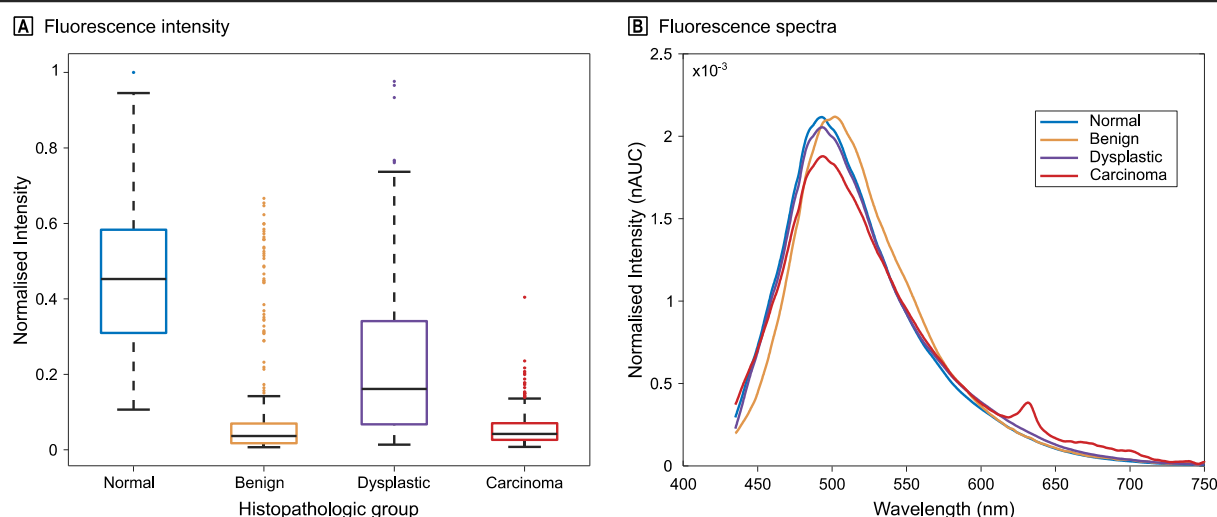 A Fluorescence intensity
1
0.8
0.6
0.4
0.2
0
Normalised Intensity
Normal Benign Dysplastic Carcinoma
Histopathologic group
B Fluorescence spectra
2.5
x10-3
2
1.5
1
0.5
0
Normalised Intensity (nAUC)
Normal
Benign
Dysplastic
Carcinoma
400 450 500 550 600 650 700 750
Wavelength (nm)